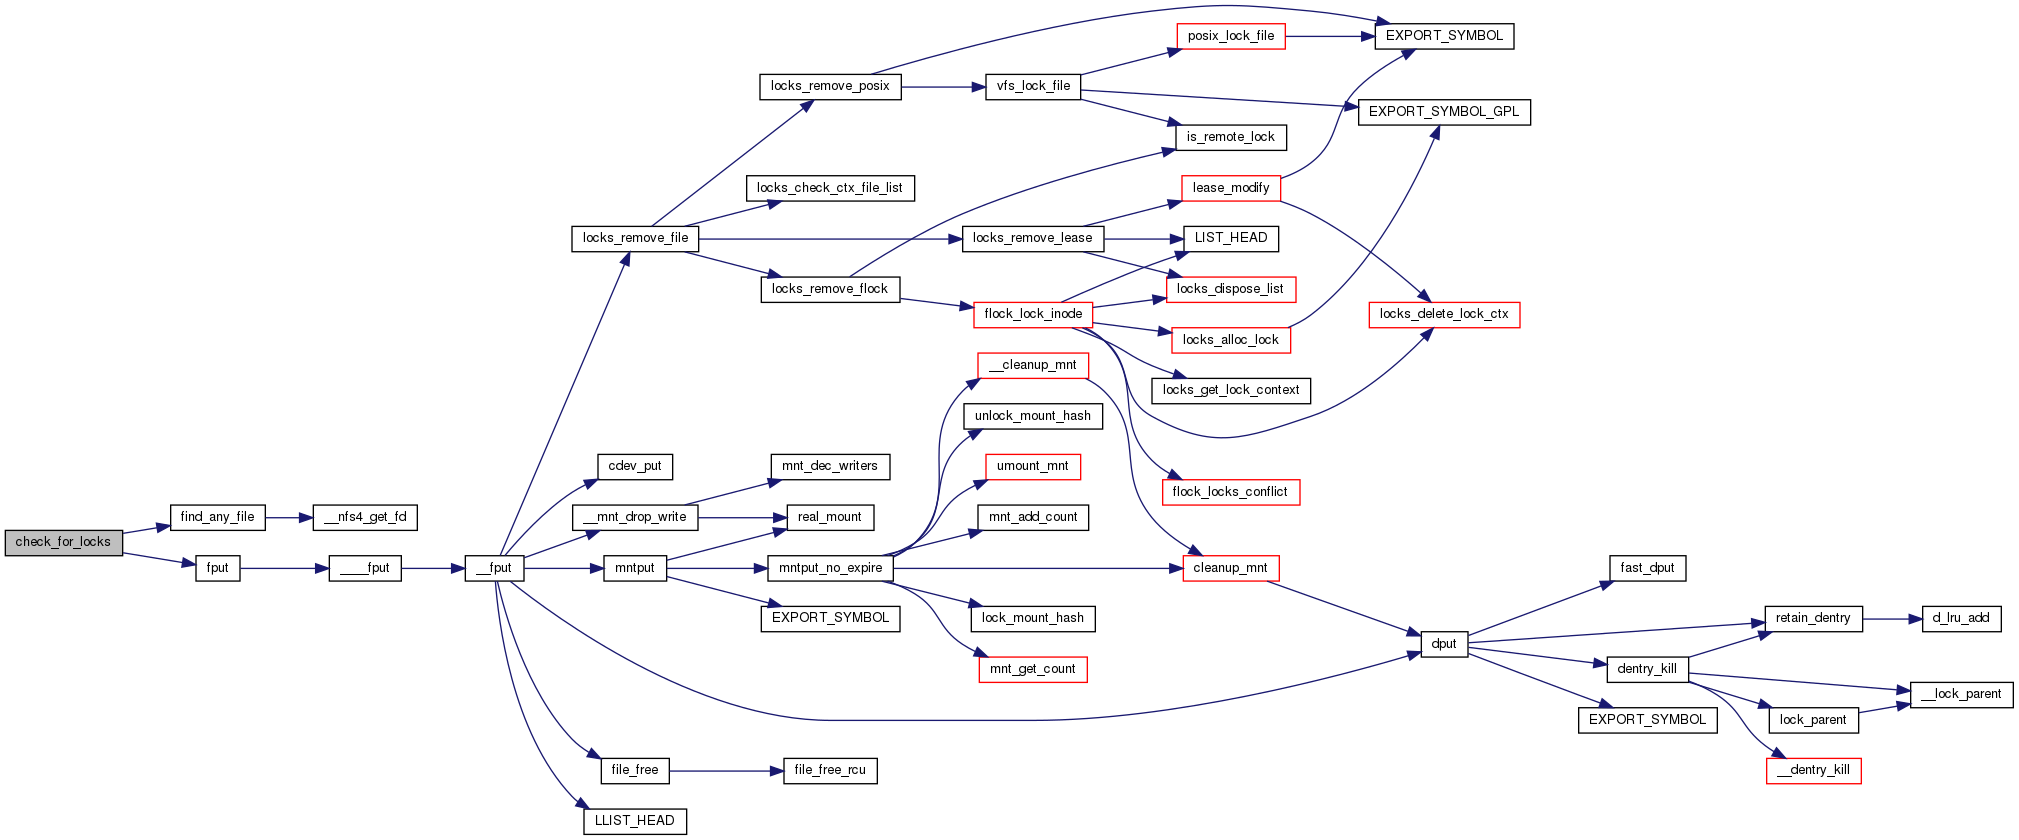 check_for_locks
find_any_file
__nfs4_get_fd
fput
____fput
__fput
locks_remove_file
locks_remove_posix
vfs_lock_file
posix_lock_file
EXPORT_SYMBOL
EXPORT_SYMBOL_GPL
is_remote_lock
locks_check_ctx_file_list
locks_remove_lease
lease_modify
LIST_HEAD
locks_dispose_list
locks_remove_flock
flock_lock_inode
locks_alloc_lock
locks_delete_lock_ctx
locks_get_lock_context
flock_locks_conflict
cdev_put
__mnt_drop_write
mnt_dec_writers
real_mount
mntput
mntput_no_expire
EXPORT_SYMBOL
__cleanup_mnt
unlock_mount_hash
umount_mnt
mnt_add_count
cleanup_mnt
lock_mount_hash
mnt_get_count
dput
fast_dput
retain_dentry
d_lru_add
dentry_kill
__lock_parent
lock_parent
EXPORT_SYMBOL
__dentry_kill
file_free
file_free_rcu
LLIST_HEAD